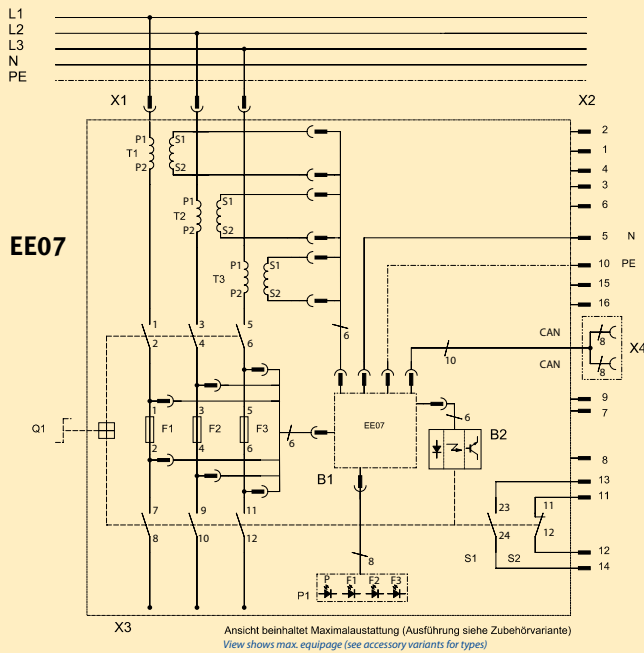 L1
L2
L3
N
PE
X1
X2
P1 S1
T1
P2 S2
P1 S1
T2
P2 S2
P1 S1
T3
P2 S2
EE07
2
1
4
3
6
5 N
10 PE
15
16
CAN 8
X4
CAN 8
10
6
9
7
8
13
11
12
14
1 3 5
2 4 6
Q1
1 3 5
F1 F2 F3
2 4 6
6
EE07
B1
6
B2
7 9 11
8 10 12
23 11
24 12
S1 S2
8
P F1 F2 F3
P1
X3
Ansicht beinhaltet Maximalaustattung (Ausführung siehe Zubehörvariante)
View shows max. equipage (see accessory variants for types)